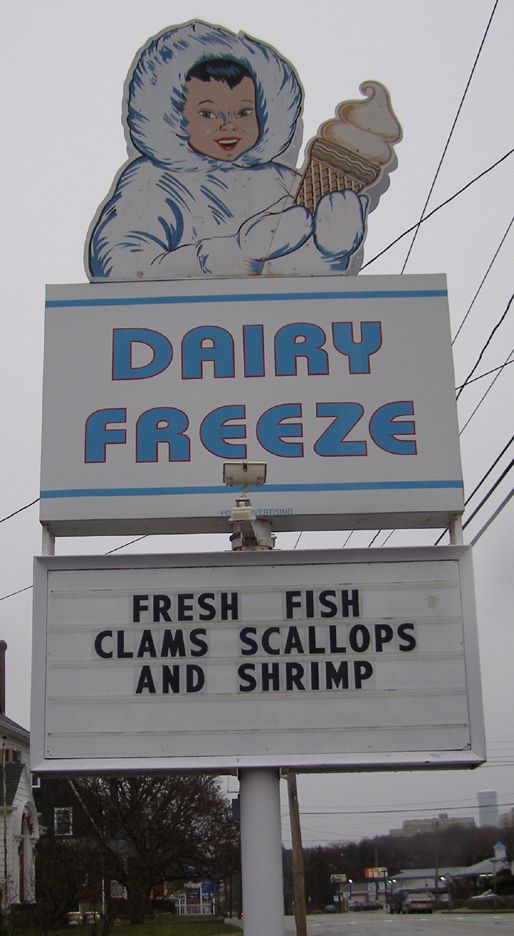 DAIRY
FREEZE
FRESH FISH
CLAMS SCALLOPS
AND SHRIMP